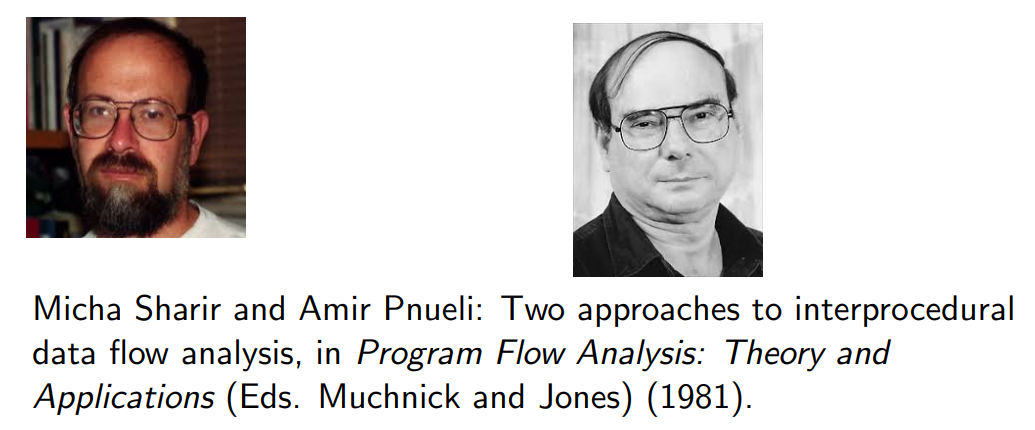 Micha Sharir and Amir Pnueli: Two approaches to interprocedural
data flow analysis, in Program Flow Analysis: Theory and
Applications (Eds. Muchnick and Jones) (1981).